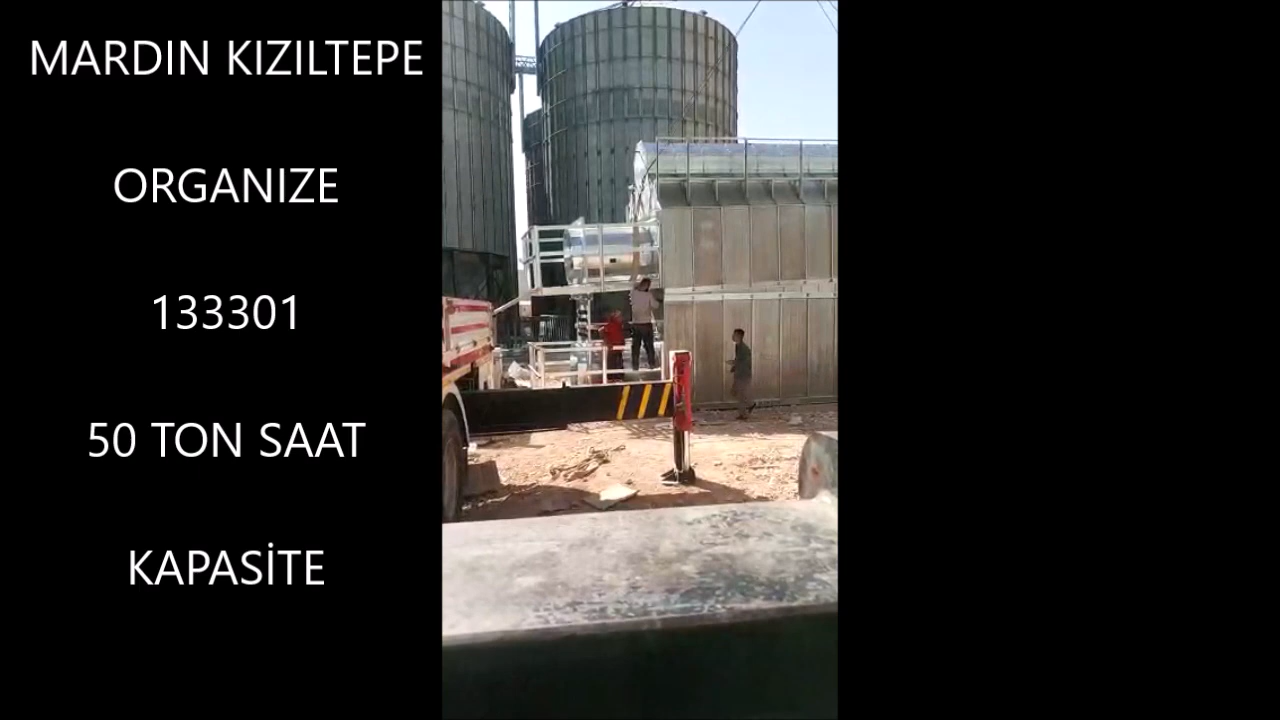 MARDIN KIZILTEPE
ORGANIZE
133301
50 TON SAAT
KAPASİTE